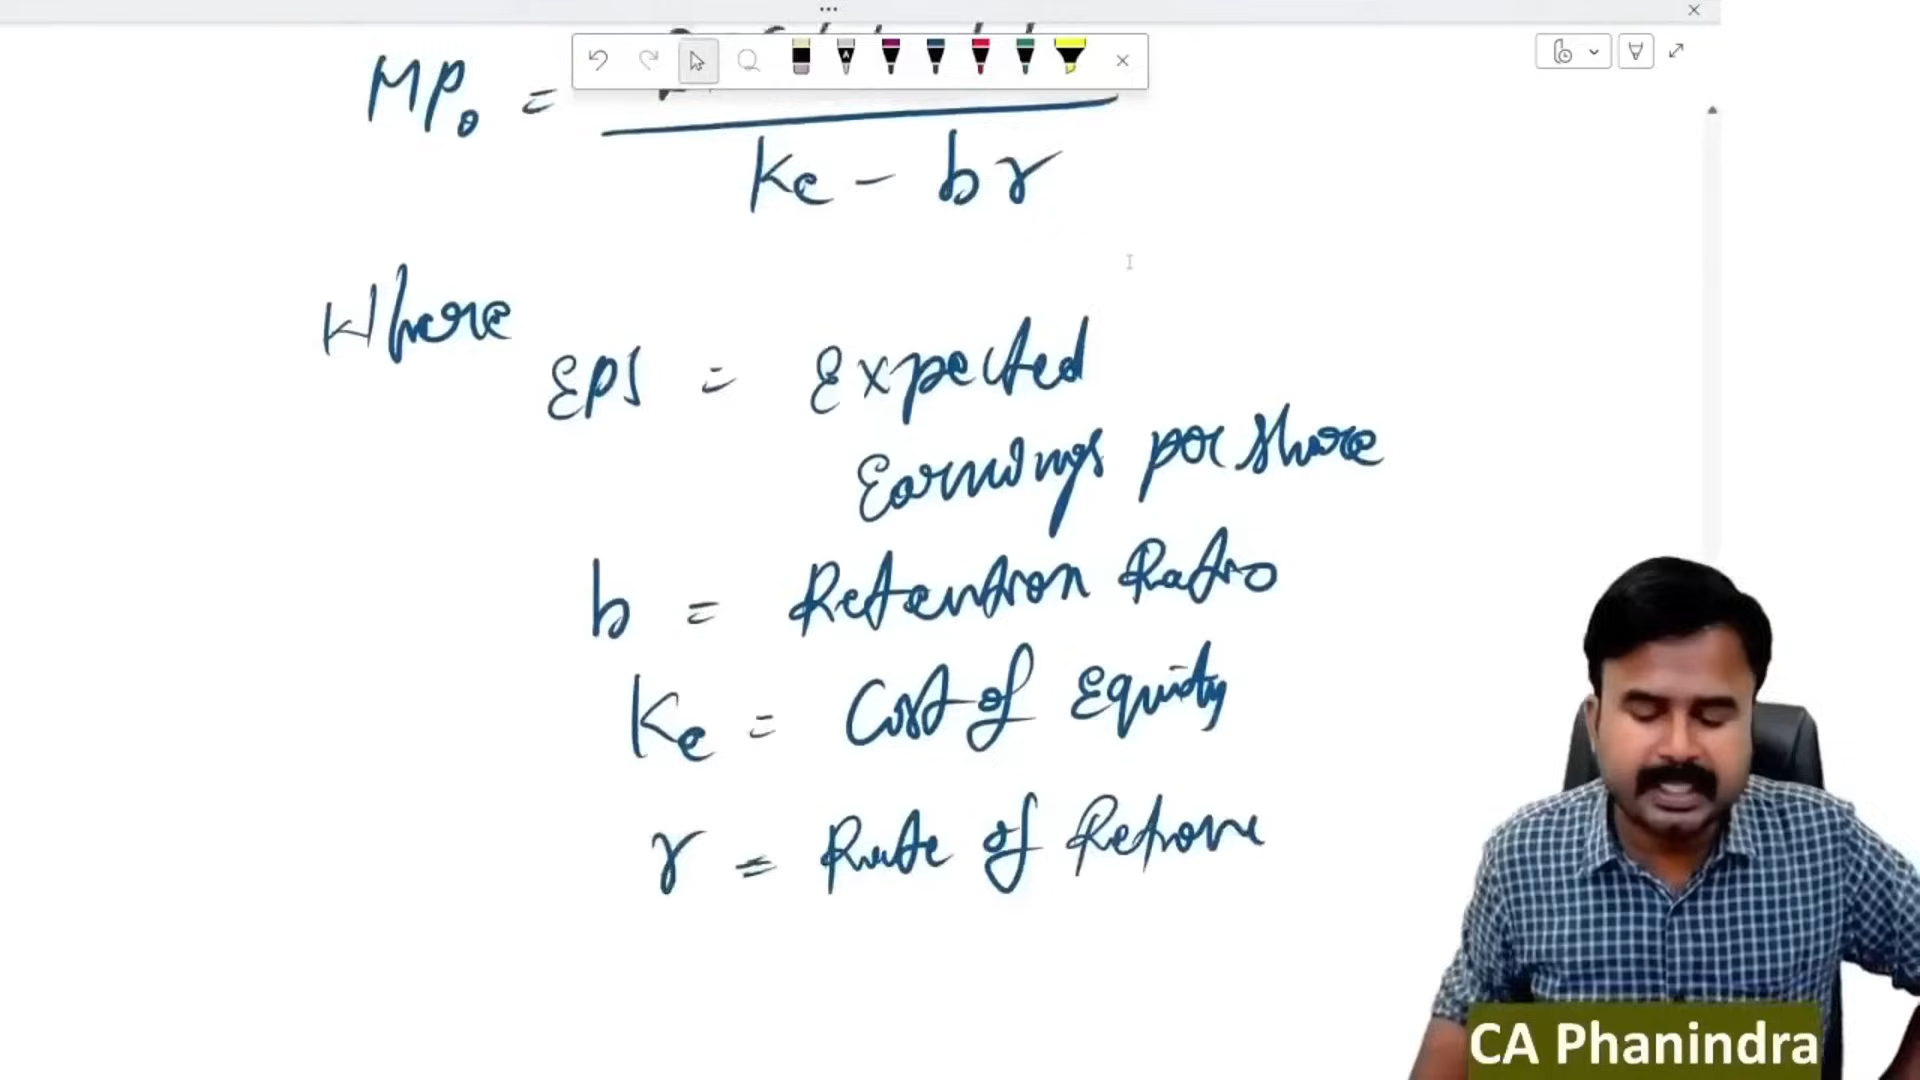 MP₀ =
Ke - br
Where
EPS = Expected
Earnings per share
b = Retention Ratio
Ke = Cost of Equity
r = Rate of Return
CA Phanindra